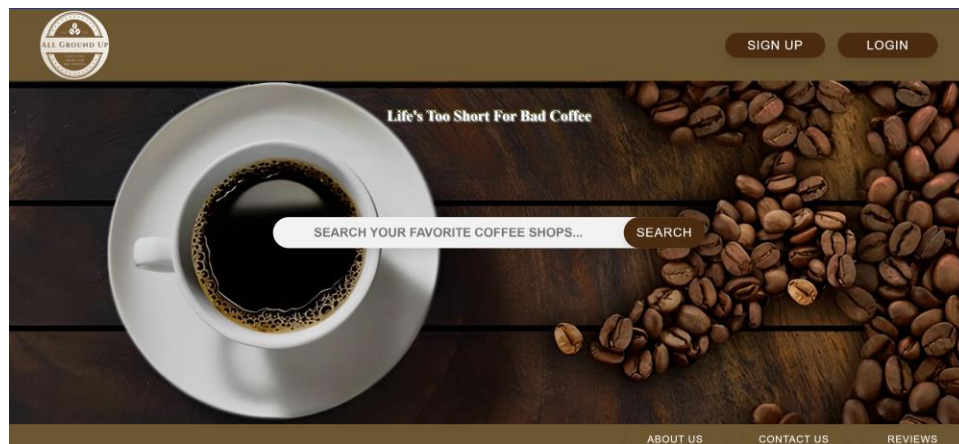 ALL GROUND UP
SIGN UP
LOGIN
Life's Too Short For Bad Coffee
SEARCH YOUR FAVORITE COFFEE SHOPS...
SEARCH
ABOUT US
CONTACT US
REVIEWS